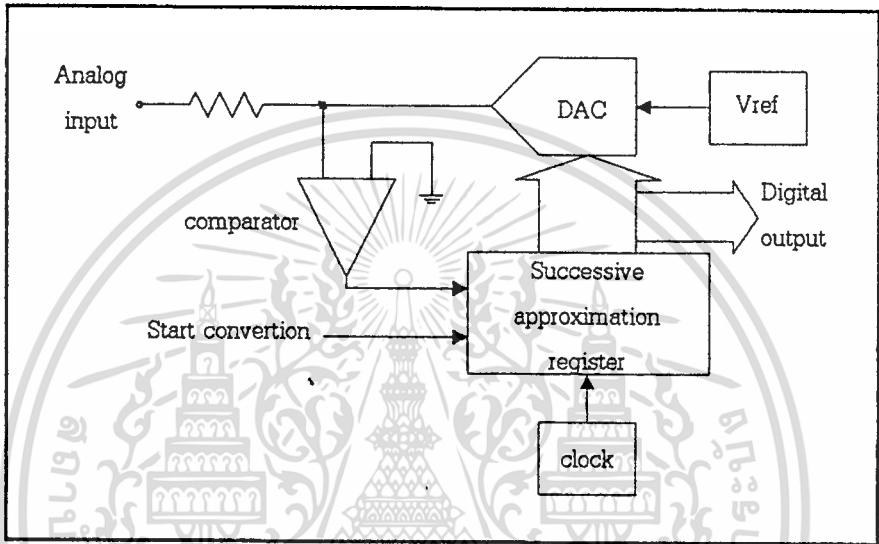 Analog
input
DAC
Vref
comparator
Digital
output
Successive
approximation
register
Start convertion
clock